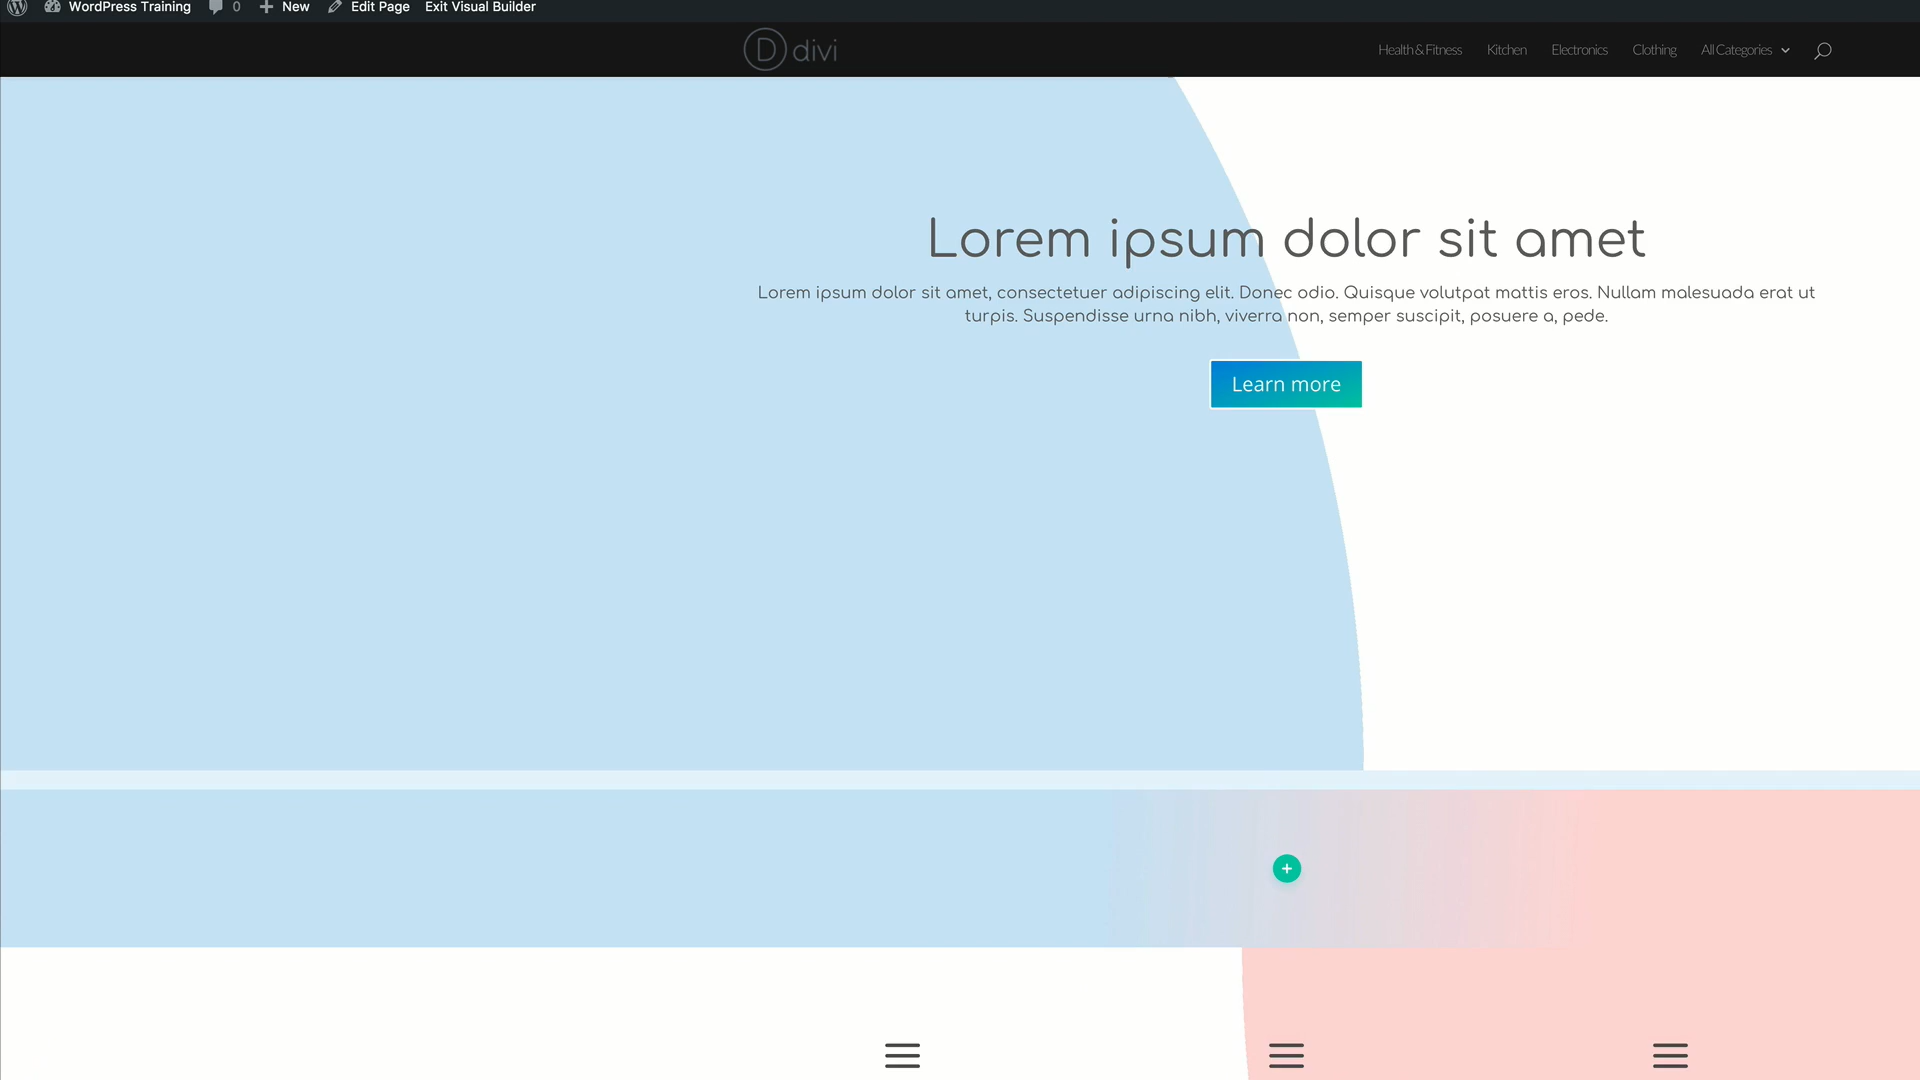 WordPress Training 0 New Edit Page Exit Visual Builder
D divi Health & Fitness Kitchen Electronics Clothing All Categories
Lorem ipsum dolor sit amet
Lorem ipsum dolor sit amet, consectetuer adipiscing elit. Donec odio. Quisque volutpat mattis eros. Nullam malesuada erat ut
turpis. Suspendisse urna nibh, viverra non, semper suscipit, posuere a, pede.
Learn more